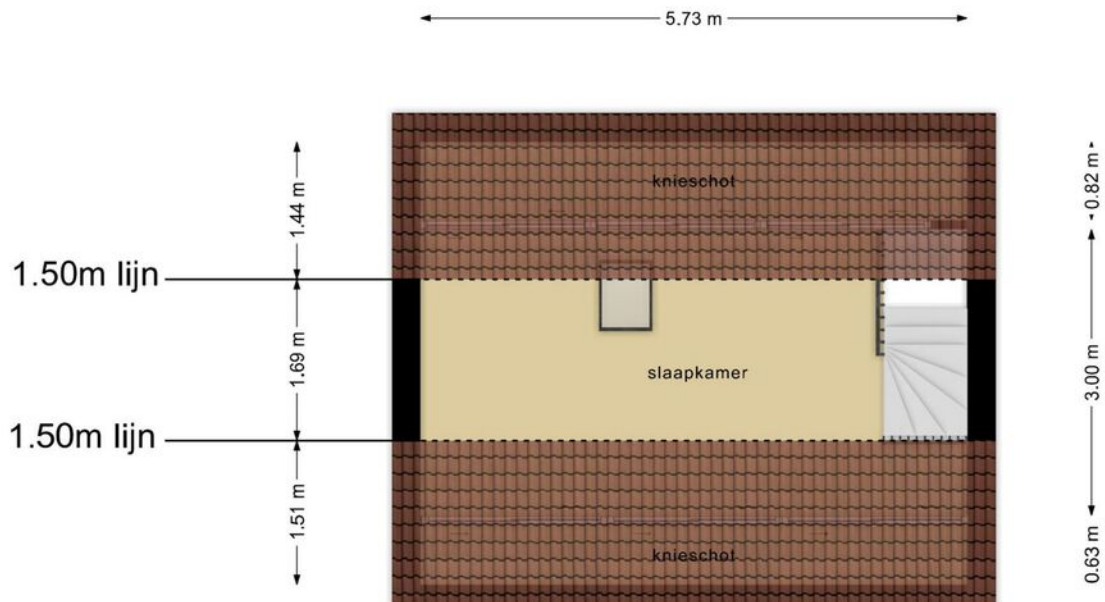 5.73 m
knieschot
0.82 m
1.44 m
1.50m lijn
1.69 m
slaapkamer
3.00 m
1.50m lijn
1.51 m
knieschot
0.63 m